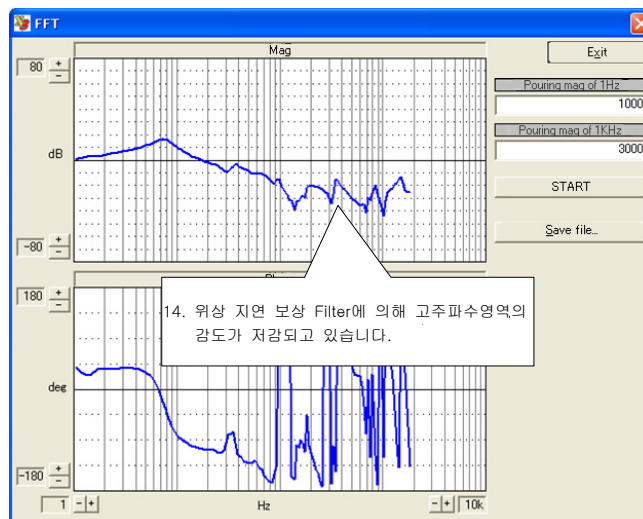 FFT
Mag
Exit
80
+
-
Pouring mag of 1Hz
1000
Pouring mag of 1KHz
3000
dB
START
Save file...
-80
+
-
180
+
-
14. 위상 지연 보상 Filter에 의해 고주파수영역의
감도가 저감되고 있습니다.
deg
-180
+
-
1
-
+
Hz
-
+
10k